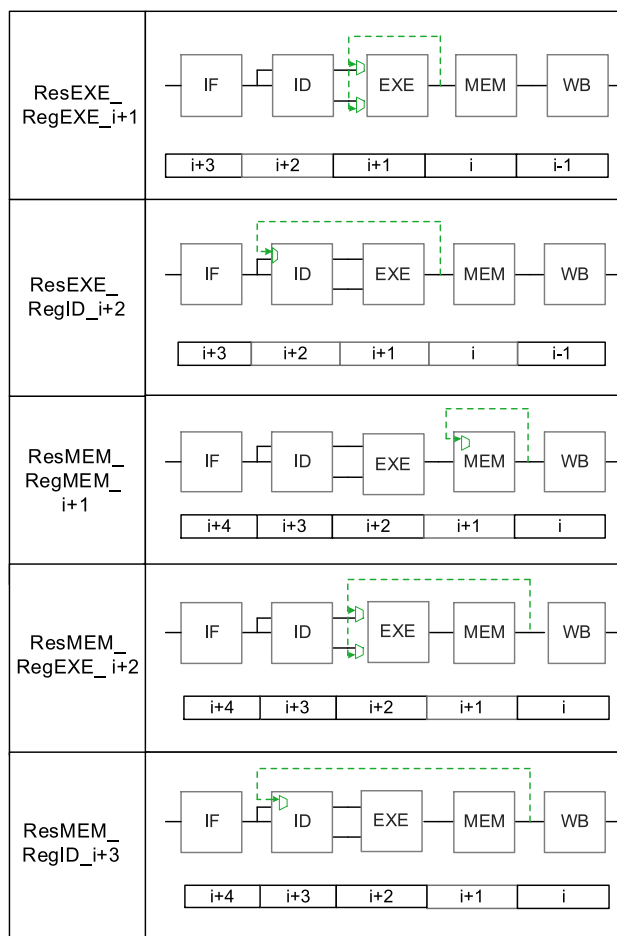 ResEXE_
RegEXE_i+1
IF
ID
EXE
MEM
WB
i+3
i+2
i+1
i
i-1
ResEXE_
RegID_i+2
IF
ID
EXE
MEM
WB
i+3
i+2
i+1
i
i-1
ResMEM_
RegMEM_
i+1
IF
ID
EXE
MEM
WB
i+4
i+3
i+2
i+1
i
ResMEM_
RegEXE_ i+2
IF
ID
EXE
MEM
WB
i+4
i+3
i+2
i+1
i
ResMEM_
RegID_i+3
IF
ID
EXE
MEM
WB
i+4
i+3
i+2
i+1
i